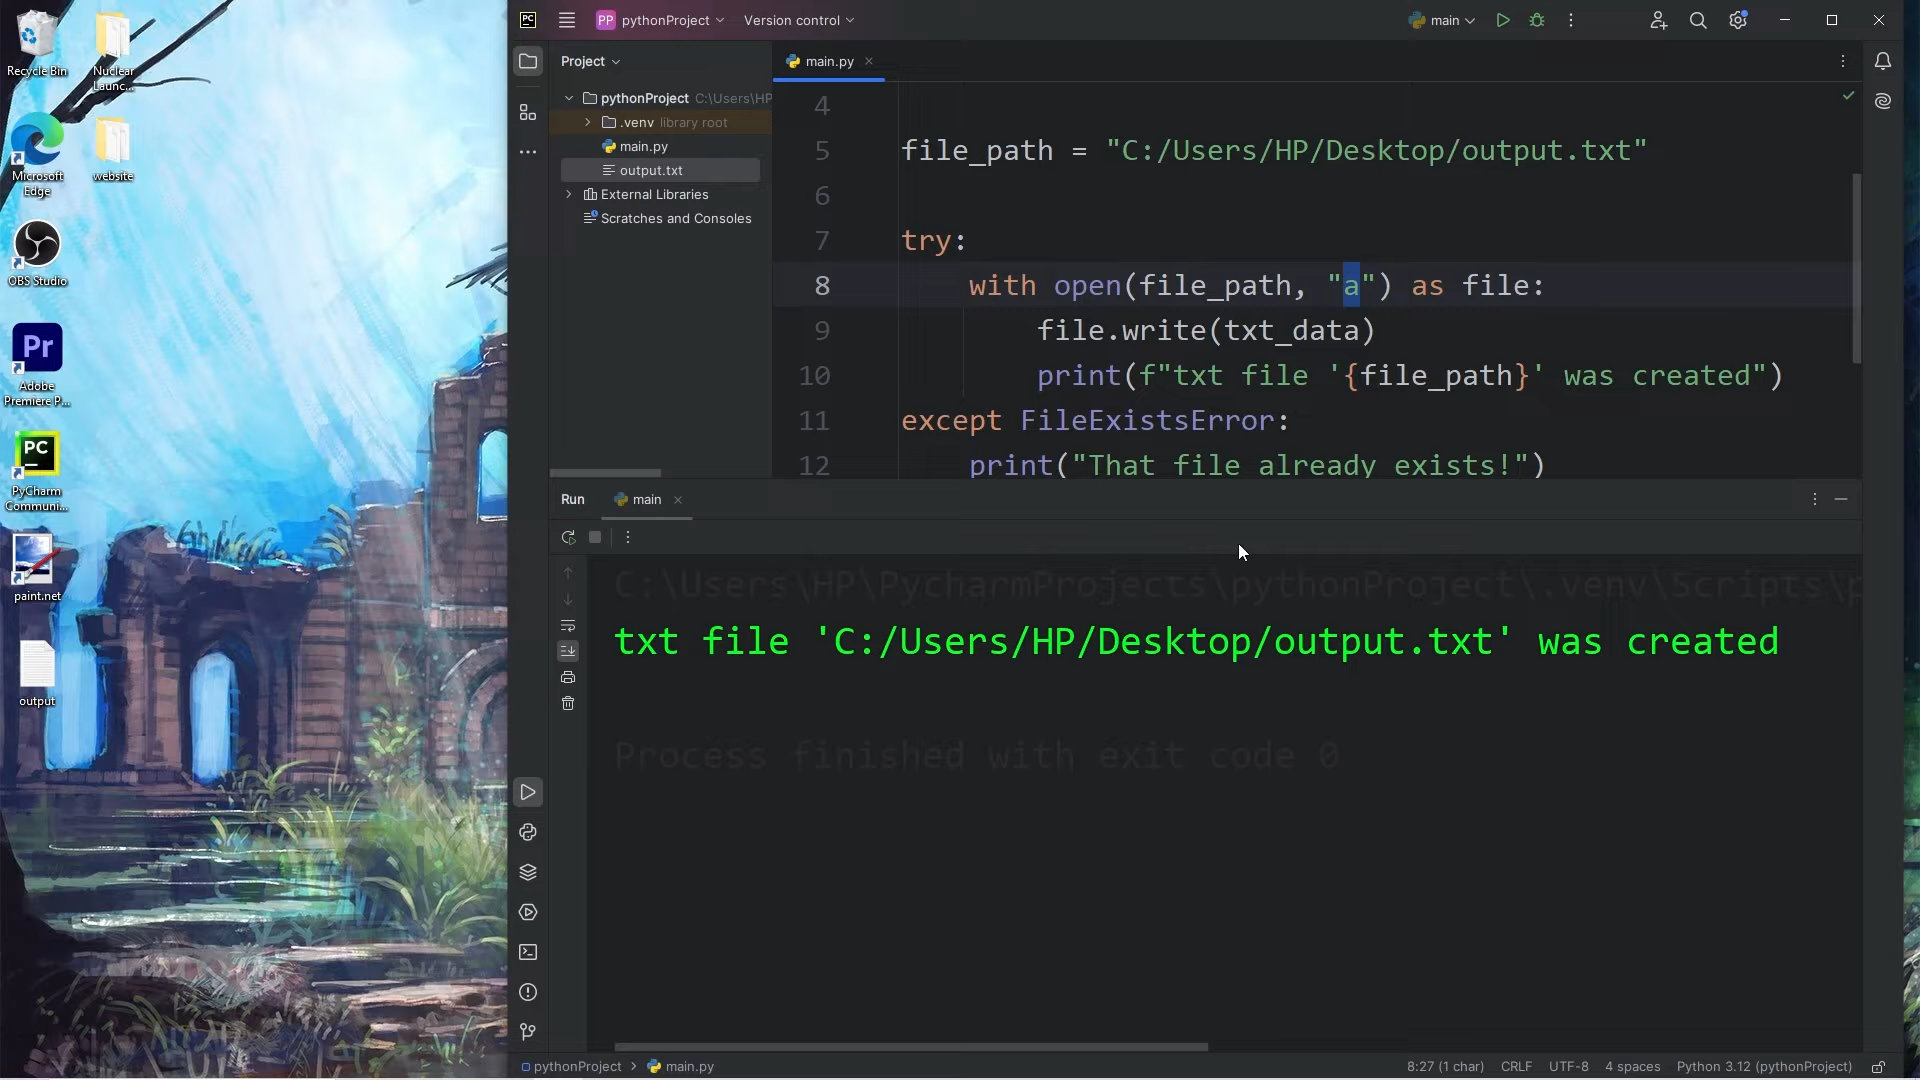 Recycle Bin
Nuclear
Launc...
Microsoft
Edge
website
OBS Studio
Pr
Adobe
Premiere P...
PC
PyCharm
Communi...
paint.net
output
PC
PP pythonProject
Version control
main
Project
main.py
pythonProject C:\Users\HP
.venv library root
main.py
output.txt
External Libraries
Scratches and Consoles
4
5 file_path = "C:/Users/HP/Desktop/output.txt"
6
7 try:
8 with open(file_path, "a") as file:
9 file.write(txt_data)
10 print(f"txt file '{file_path}' was created")
11 except FileExistsError:
12 print("That file already exists!")
Run main
C:\Users\HP\PycharmProjects\pythonProject\.venv\Scripts\p
txt file 'C:/Users/HP/Desktop/output.txt' was created
Process finished with exit code 0
pythonProject > main.py
8:27 (1 char) CRLF UTF-8 4 spaces Python 3.12 (pythonProject)